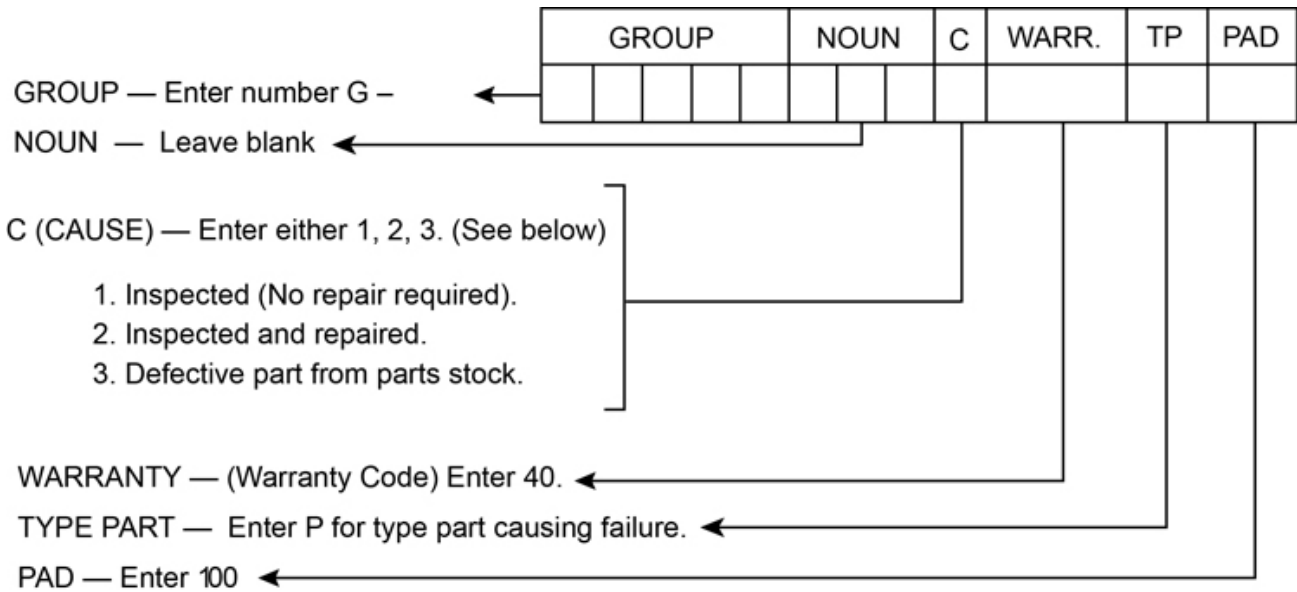 GROUP NOUN C WARR. TP PAD
GROUP — Enter number G –
NOUN — Leave blank
C (CAUSE) — Enter either 1, 2, 3. (See below)
1. Inspected (No repair required).
2. Inspected and repaired.
3. Defective part from parts stock.
WARRANTY — (Warranty Code) Enter 40.
TYPE PART — Enter P for type part causing failure.
PAD — Enter 100